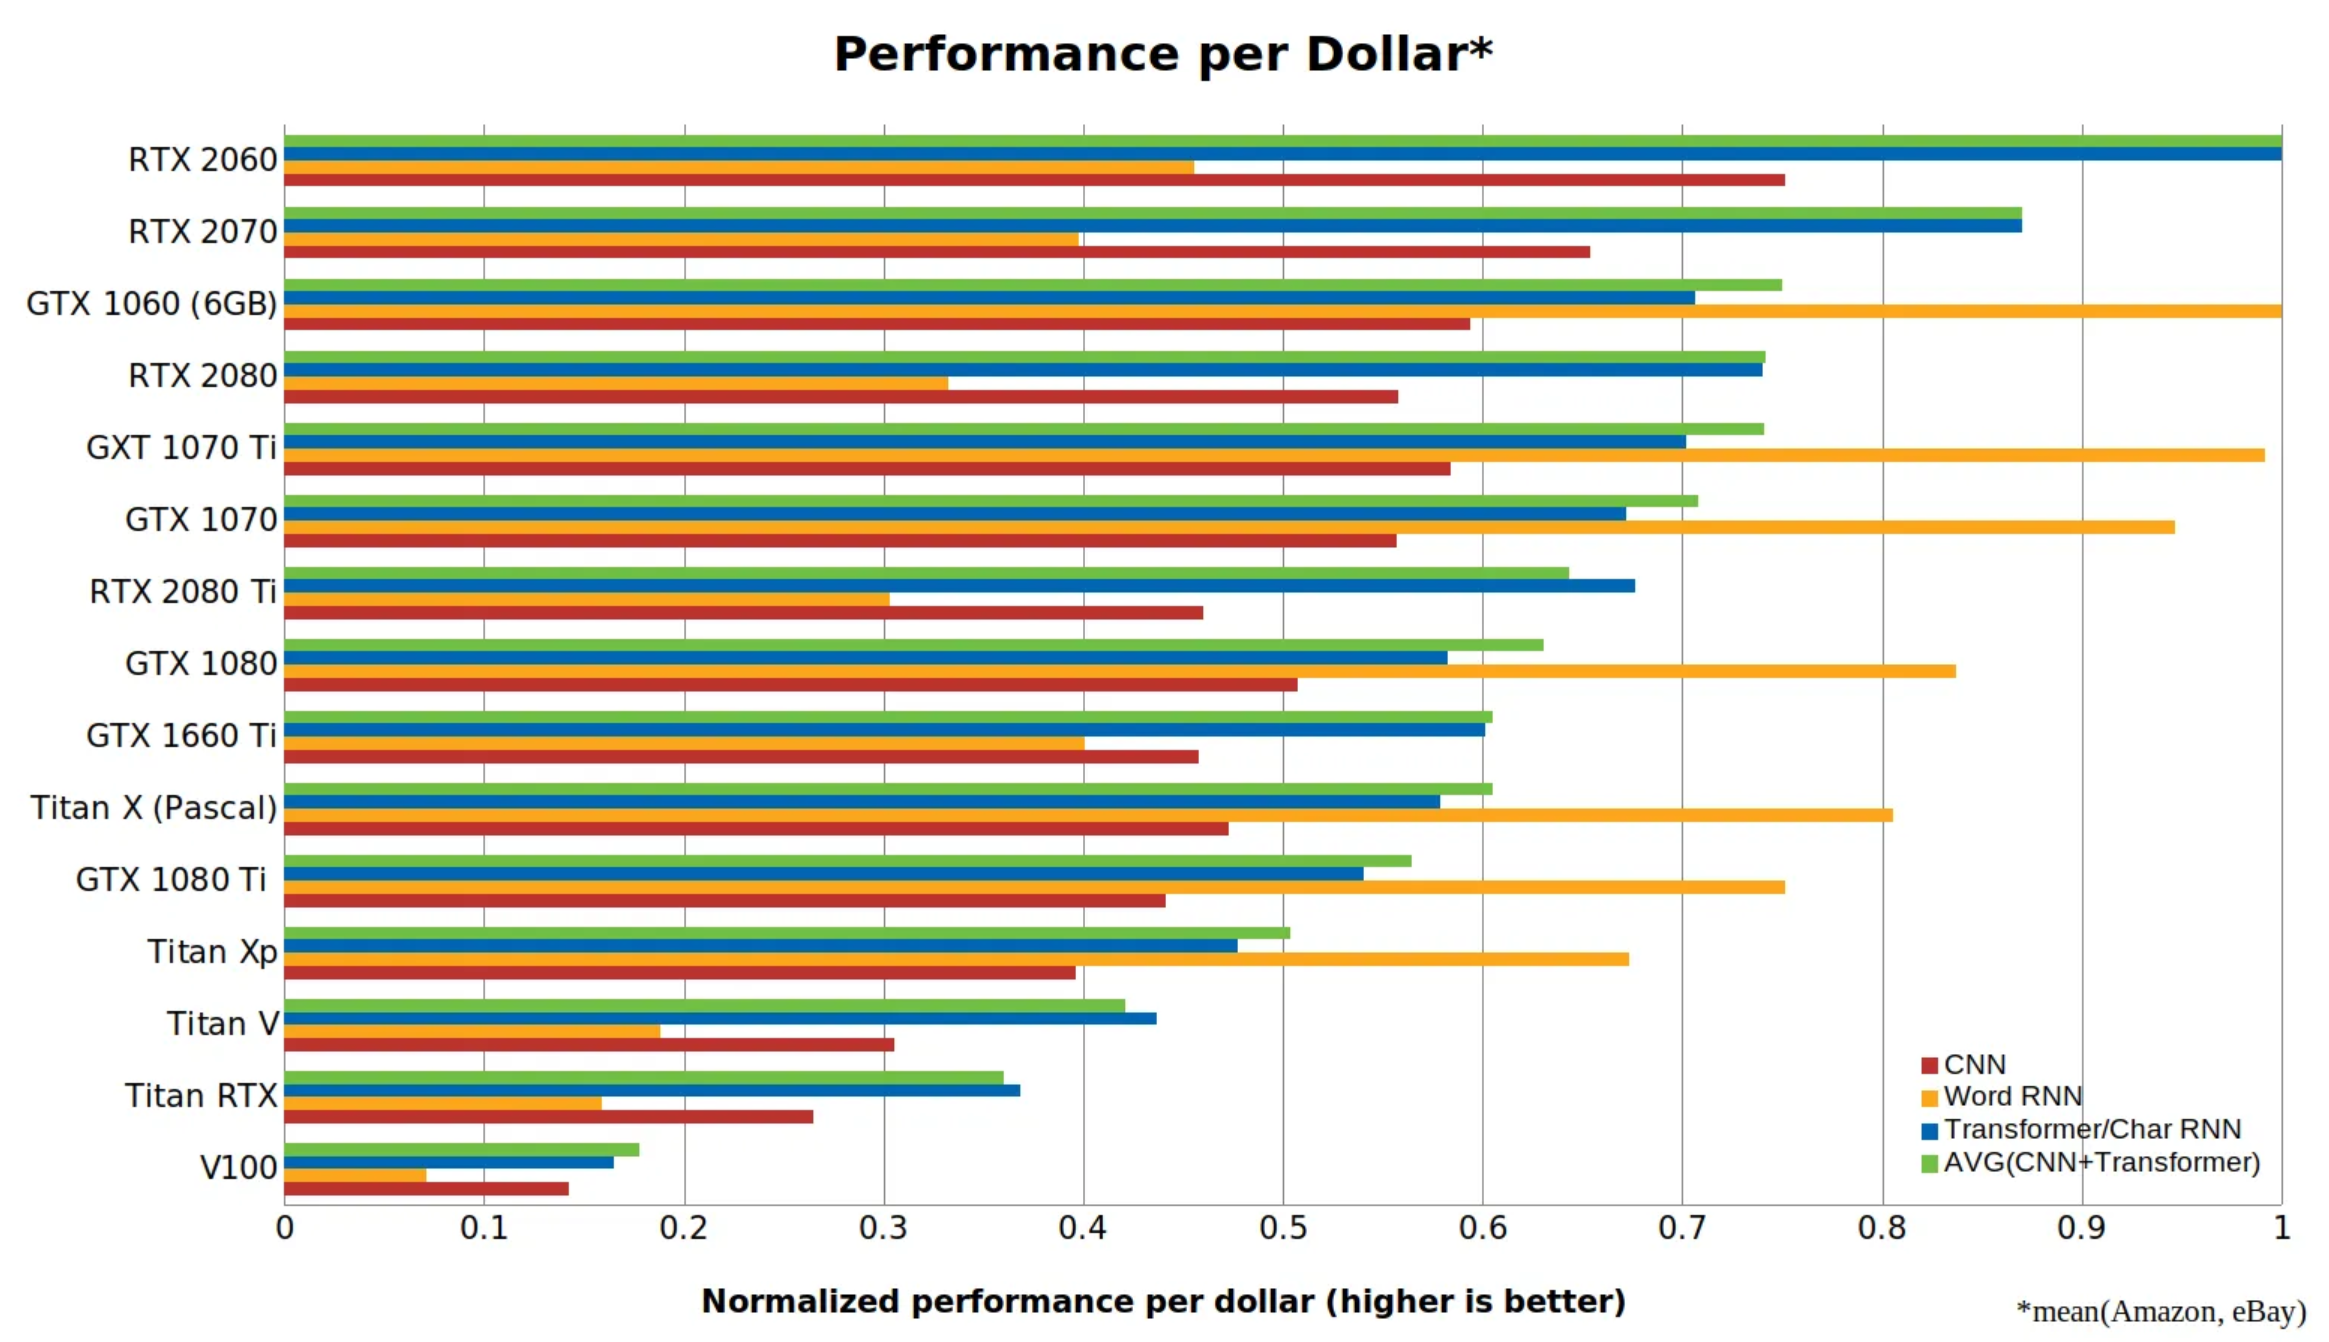 Performance per Dollar*
RTX 2060
RTX 2070
GTX 1060 (6GB)
RTX 2080
GXT 1070 Ti
GTX 1070
RTX 2080 Ti
GTX 1080
GTX 1660 Ti
Titan X (Pascal)
GTX 1080 Ti
Titan Xp
Titan V
Titan RTX
V100
CNN
Word RNN
Transformer/Char RNN
AVG(CNN+Transformer)
0 0.1 0.2 0.3 0.4 0.5 0.6 0.7 0.8 0.9 1
Normalized performance per dollar (higher is better)
*mean(Amazon, eBay)